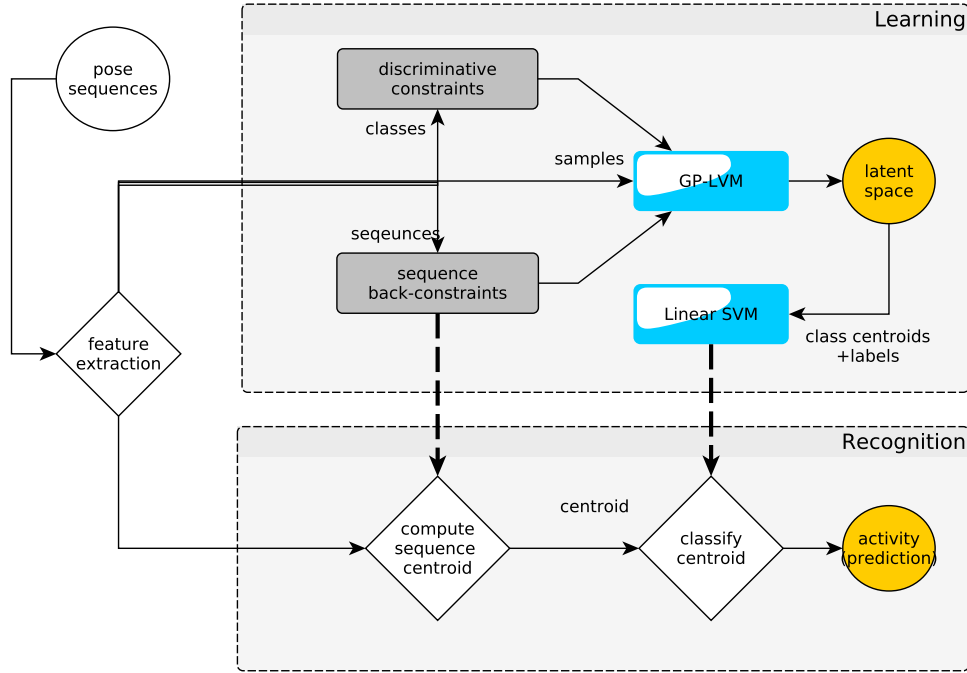 Learning
pose
sequences
discriminative
constraints
classes
samples
GP-LVM
latent
space
seqeunces
sequence
back-constraints
Linear SVM
class centroids
+labels
feature
extraction
Recognition
centroid
compute
sequence
centroid
classify
centroid
activity
(prediction)